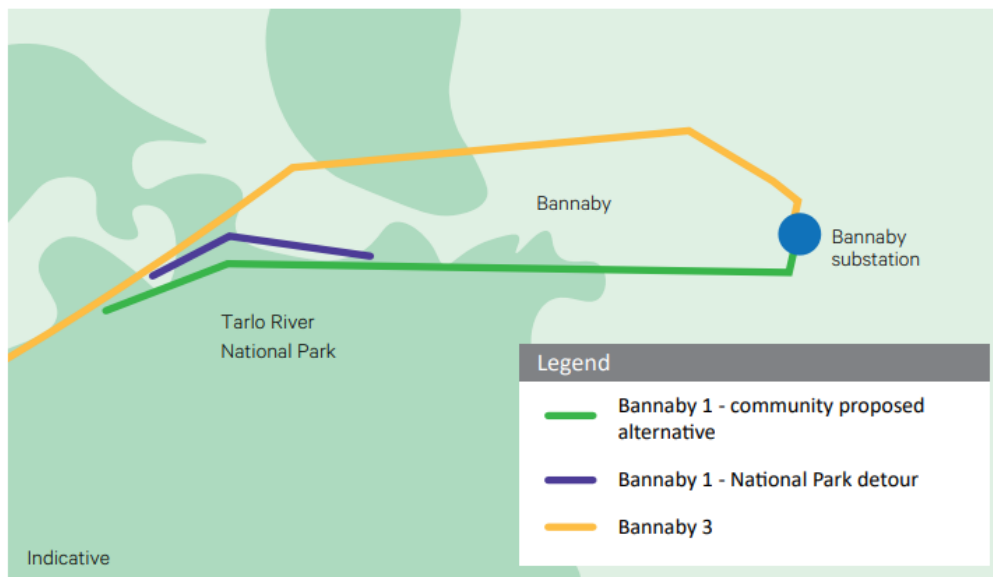 Bannaby
Bannaby
substation
Tarlo River
National Park
Legend
Bannaby 1 - community proposed
alternative
Bannaby 1 - National Park detour
Bannaby 3
Indicative